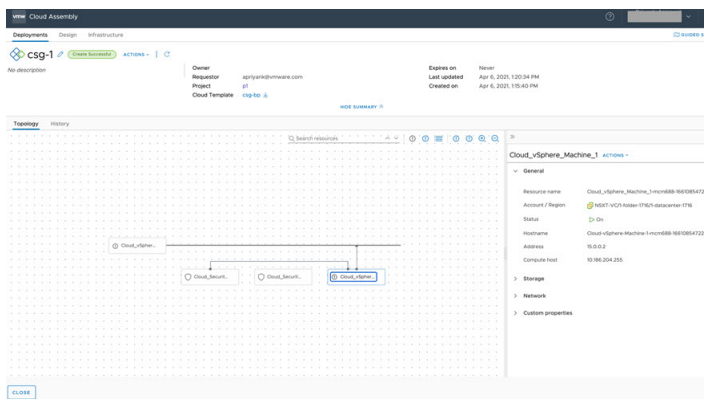 vmw Cloud Assembly
Deployments Design Infrastructure
GUIDED S
csg-1 Create Successful ACTIONS
No description
Owner
Requestor apriyank@vmware.com
Project p1
Cloud Template csg-bp
Expires on Never
Last updated Apr 6, 2021, 1:20:34 PM
Created on Apr 6, 2021, 1:15:40 PM
HIDE SUMMARY
Topology History
Search resources
Cloud_vSpher...
Cloud_Securit... Cloud_Securit... Cloud_vSpher...
Cloud_vSphere_Machine_1 ACTIONS
General
Resource name Cloud_vSphere_Machine_1-mcm688-1661085472
Account / Region NSXT-VC/1-folder-1716/1-datacenter-1716
Status On
Hostname Cloud-vSphere-Machine-1-mcm688-16610854722
Address 15.0.0.2
Compute host 10.186.204.255
Storage
Network
Custom properties
CLOSE